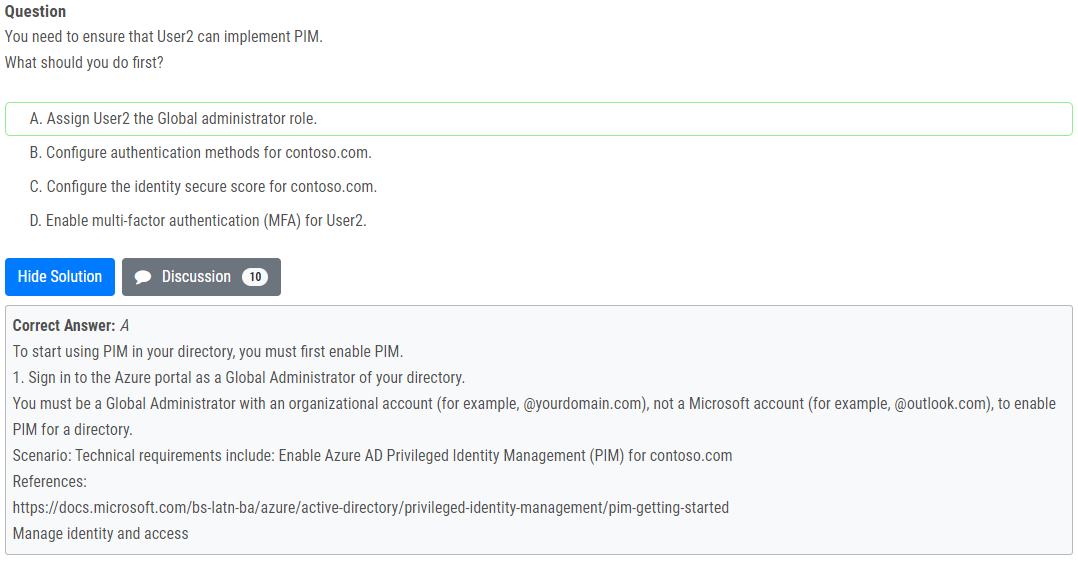 Question
You need to ensure that User2 can implement PIM.
What should you do first?
A. Assign User2 the Global administrator role.
B. Configure authentication methods for contoso.com.
C. Configure the identity secure score for contoso.com.
D. Enable multi-factor authentication (MFA) for User2.
Hide Solution Discussion 10
Correct Answer: A
To start using PIM in your directory, you must first enable PIM.
1. Sign in to the Azure portal as a Global Administrator of your directory.
You must be a Global Administrator with an organizational account (for example, @yourdomain.com), not a Microsoft account (for example, @outlook.com), to enable
PIM for a directory.
Scenario: Technical requirements include: Enable Azure AD Privileged Identity Management (PIM) for contoso.com
References:
https://docs.microsoft.com/bs-latn-ba/azure/active-directory/privileged-identity-management/pim-getting-started
Manage identity and access